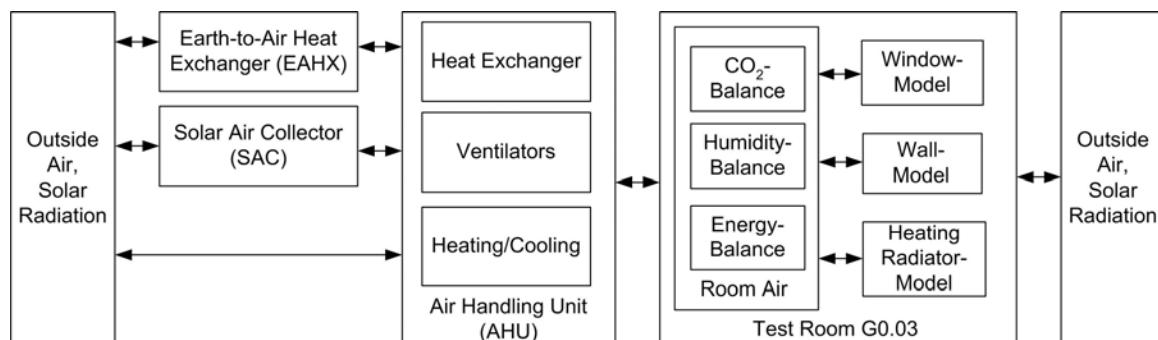 Outside
Air,
Solar
Radiation
Earth-to-Air Heat
Exchanger (EAHX)
Solar Air Collector
(SAC)
Heat Exchanger
Ventilators
Heating/Cooling
Air Handling Unit
(AHU)
CO₂-
Balance
Humidity-
Balance
Energy-
Balance
Room Air
Window-
Model
Wall-
Model
Heating
Radiator-
Model
Test Room G0.03
Outside
Air,
Solar
Radiation